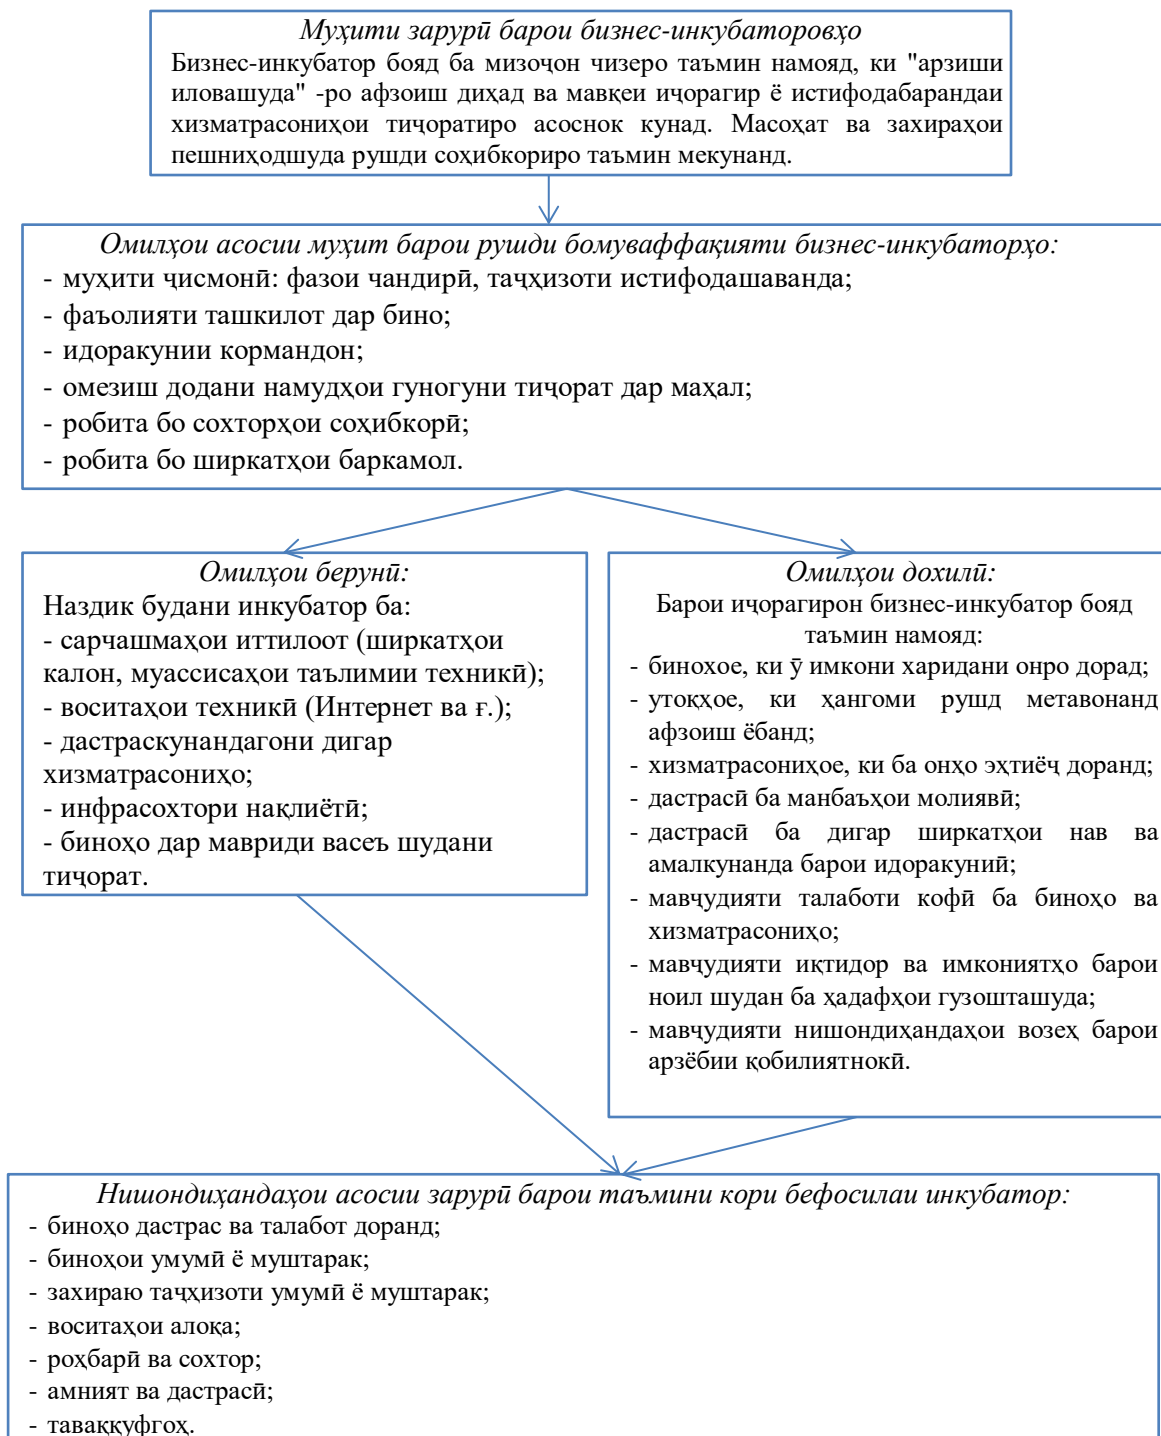 Муҳити зарурӣ барои бизнес-инкубаторовҳо
Бизнес-инкубатор бояд ба мизоҷон чизеро таъмин намояд, ки "арзиши
иловашуда" -ро афзоиш диҳад ва мавқеи иҷорагир ё истифодабарандаи
хизматрасониҳои тиҷоратиро асоснок кунад. Масоҳат ва захираҳои
пешниҳодшуда рушди соҳибкориро таъмин мекунанд.
Омилҳои асосии муҳит барои рушди бомуваффақияти бизнес-инкубаторҳо:
- муҳити ҷисмонӣ: фазои чандирӣ, таҷҳизоти истифодашаванда;
- фаъолияти ташкилот дар бино;
- идоракунии кормандон;
- омезиш додани намудҳои гуногуни тиҷорат дар маҳал;
- робита бо сохторҳои соҳибкорӣ;
- робита бо ширкатҳои баркамол.
Омилҳои берунӣ:
Наздик будани инкубатор ба:
- сарчашмаҳои иттилоот (ширкатҳои
калон, муассисаҳои таълимии техникӣ);
- воситаҳои техникӣ (Интернет ва ғ.);
- дастраскунандагони дигар
хизматрасониҳо;
- инфрасохтори нақлиётӣ;
- биноҳо дар мавриди васеъ шудани
тиҷорат.
Омилҳои дохилӣ:
Барои иҷорагирон бизнес-инкубатор бояд
таъмин намояд:
- бинохое, ки ӯ имкони харидани онро дорад;
- утоқҳое, ки ҳангоми рушд метавонанд
афзоиш ёбанд;
- хизматрасониҳое, ки ба онҳо эҳтиёҷ доранд;
- дастрасӣ ба манбаъҳои молиявӣ;
- дастрасӣ ба дигар ширкатҳои нав ва
амалкунанда барои идоракунӣӣ;
- мавҷудияти талаботи кофӣ ба биноҳо ва
хизматрасониҳо;
- мавҷудияти иқтидор ва имкониятҳо барои
ноил шудан ба ҳадафҳои гузошташуда;
- мавҷудияти нишондиҳандаҳои возеҳ барои
арзёбии қобилиятнокӣ.
Нишондиҳандаҳои асосии зарурӣ барои таъмини кори бефосилаи инкубатор:
- биноҳо дастрас ва талабот доранд;
- биноҳои умумӣ ё муштарак;
- захираю таҷҳизоти умумӣ ё муштарак;
- воситаҳои алоқа;
- роҳбарӣ ва сохтор;
- амният ва дастрасӣ;
- таваққуфгоҳ.